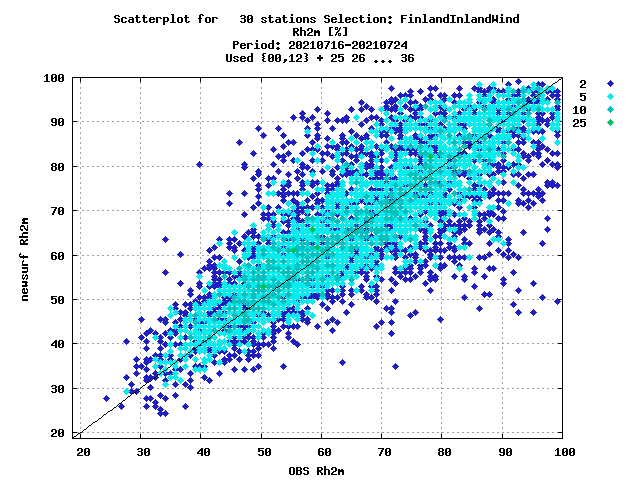 Scatterplot for   30 stations Selection: FinlandInlandWind
Rh2m [%]
Period: 20210716-20210724
Used {00,12} + 25 26 ... 36
2
5
10
25
100
90
80
70
60
50
40
30
20
newsurf Rh2m
20 30 40 50 60 70 80 90 100
OBS Rh2m